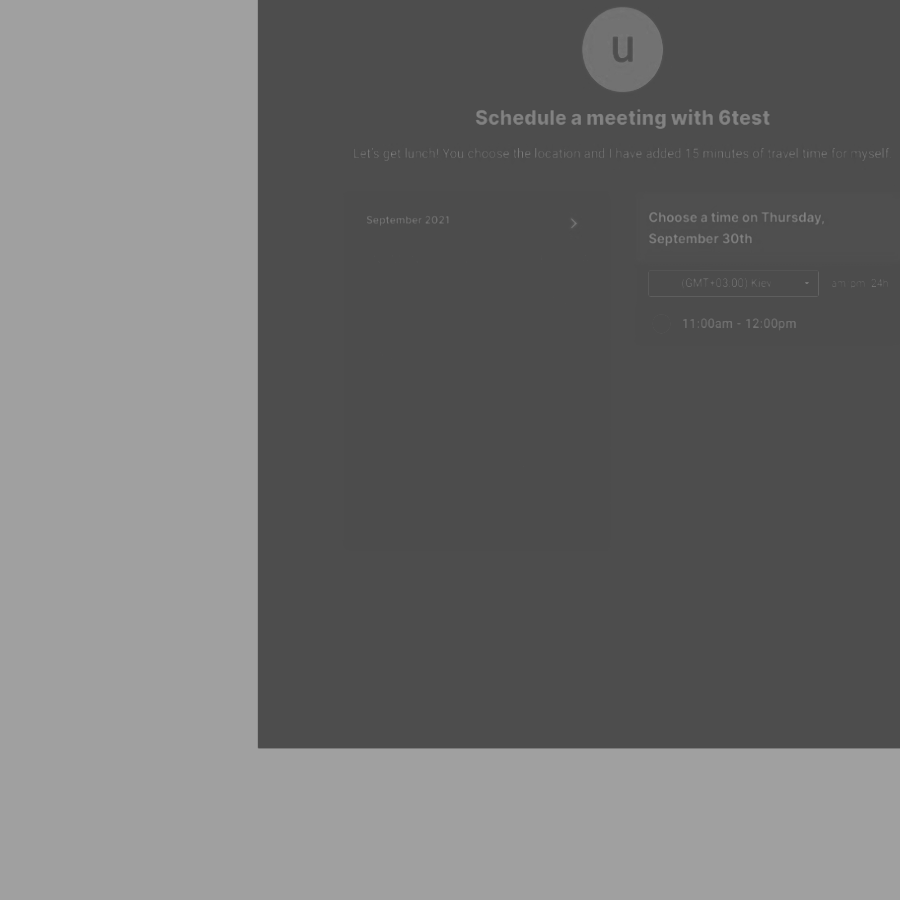 u
Schedule a meeting with 6test
Let's get lunch! You choose the location and I have added 15 minutes of travel time for myself
September 2021
Choose a time on Thursday,
September 30th
(GMT+03:00) Kiev
am pm 24h
11:00am - 12:00pm